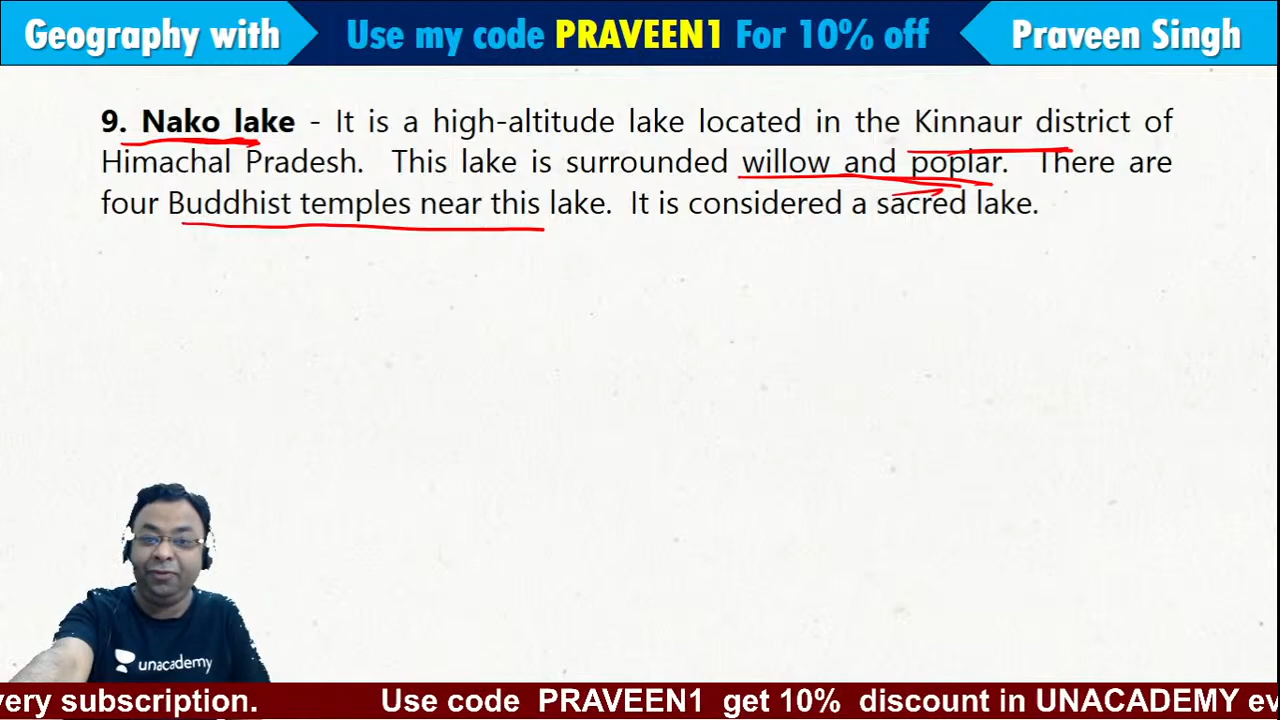 Geography with
Use my code PRAVEEN1 For 10% off
Praveen Singh
9. Nako lake - It is a high-altitude lake located in the Kinnaur district of
Himachal Pradesh. This lake is surrounded willow and poplar. There are
four Buddhist temples near this lake. It is considered a sacred lake.
unacademy
very subscription. Use code PRAVEEN1 get 10% discount in UNACADEMY ev